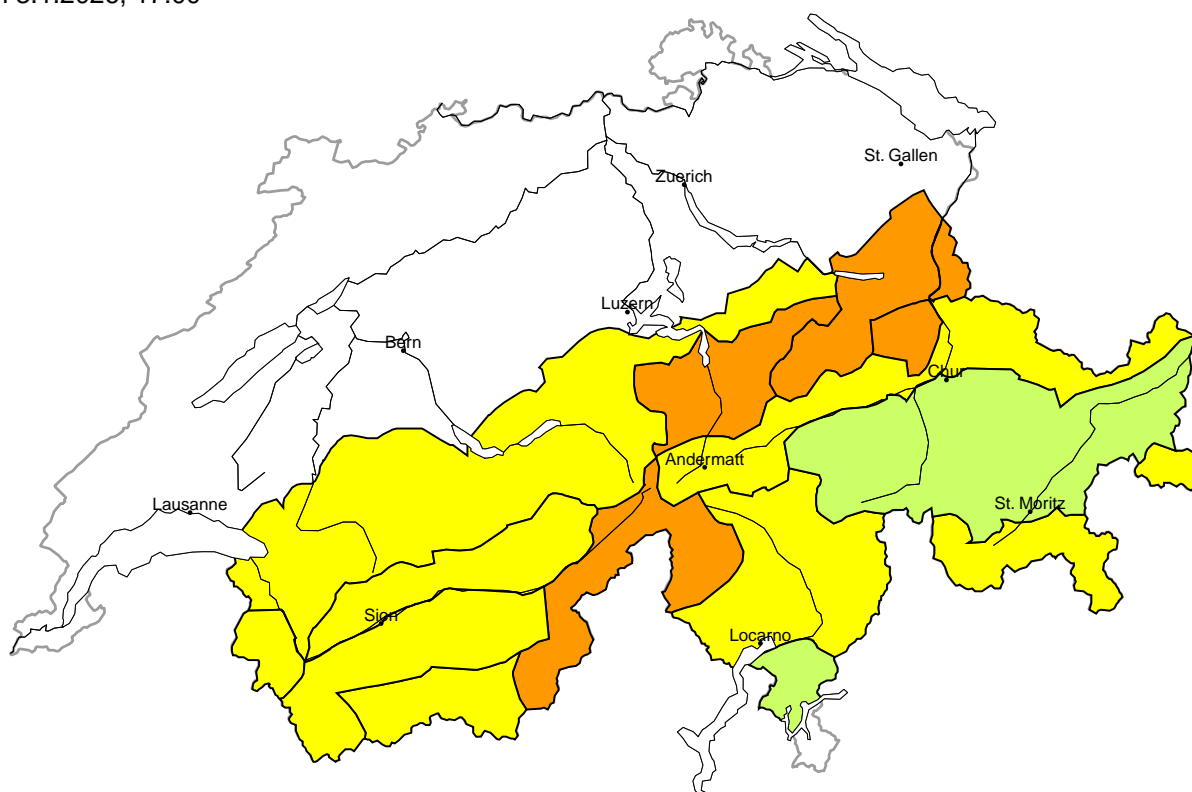 St. Gallen
Zuerich
Luzern
Bern
Chur
Andermatt
Lausanne
St. Moritz
Sion
Locarno